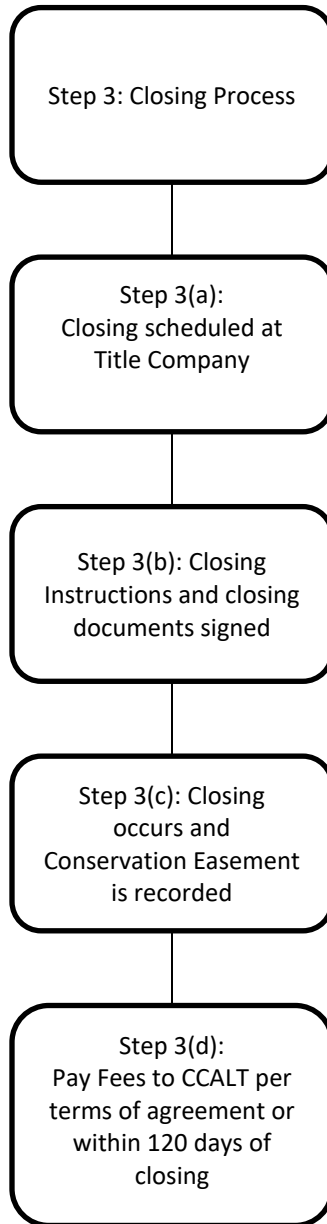 Step 3: Closing Process
Step 3(a):
Closing scheduled at
Title Company
Step 3(b): Closing
Instructions and closing
documents signed
Step 3(c): Closing
occurs and
Conservation Easement
is recorded
Step 3(d):
Pay Fees to CCALT per
terms of agreement or
within 120 days of
closing